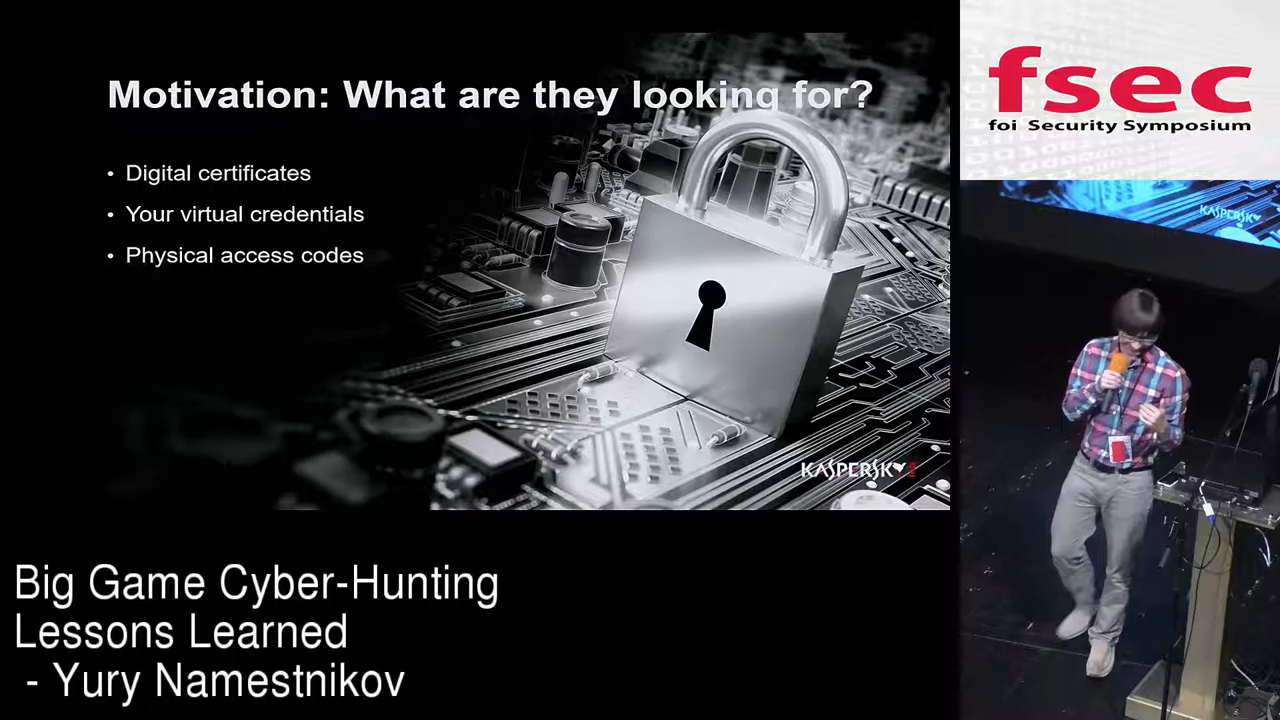 Motivation: What are they looking for?
• Digital certificates
• Your virtual credentials
• Physical access codes
KASPERSKY
fsec
foi Security Symposium
KASPERSKY
Big Game Cyber-Hunting
Lessons Learned
- Yury Namestnikov